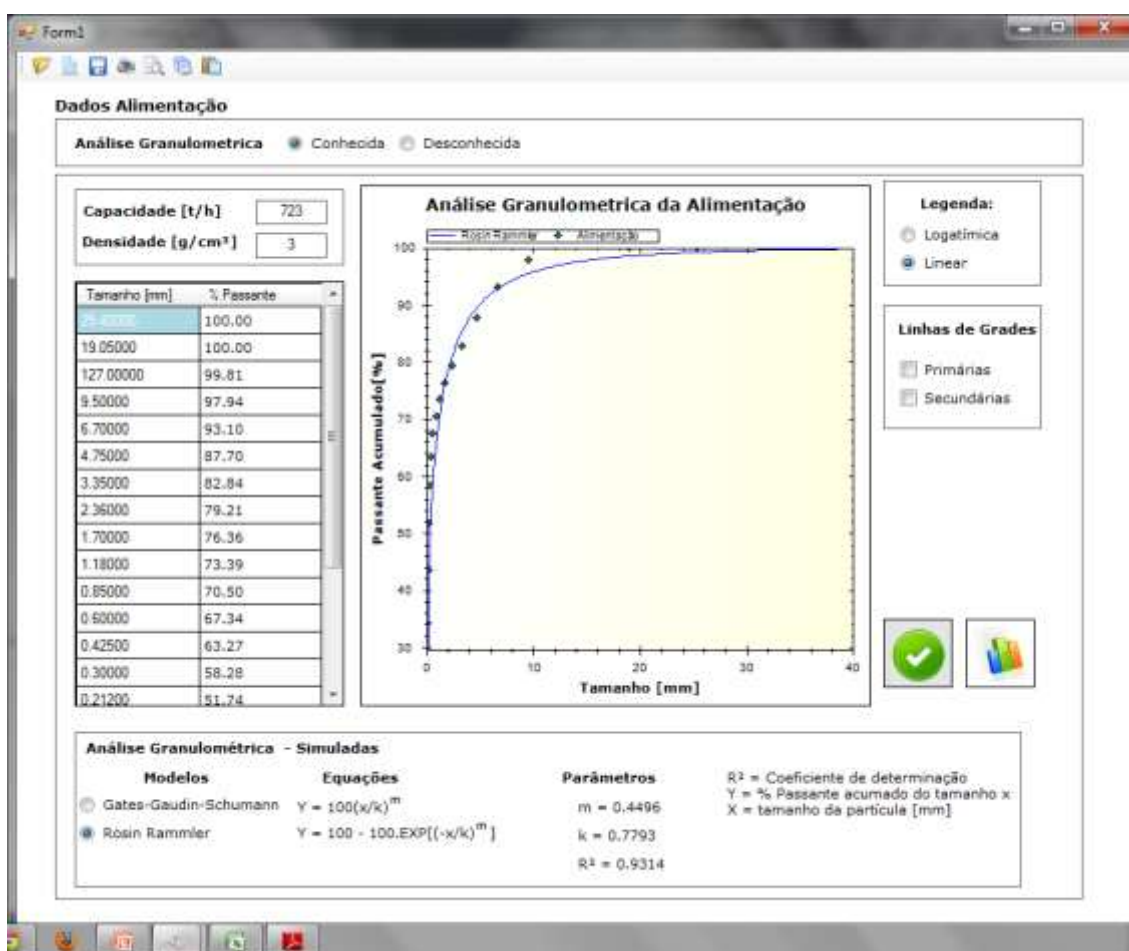 Form1
Dados Alimentação
Análise Granulometrica Conhecida Desconhecida
Capacidade [t/h] 723
Densidade [g/cm³] 3
Tamanho [mm] % Passante
25.40000 100.00
19.05000 100.00
127.00000 99.81
9.50000 97.94
6.70000 93.10
4.75000 87.70
3.35000 82.84
2.36000 79.21
1.70000 76.36
1.18000 73.39
0.85000 70.50
0.60000 67.34
0.42500 63.27
0.30000 58.28
0.21200 51.74
Análise Granulometrica da Alimentação
Rosin Rammler Alimentação
100
90
80
70
60
50
40
30
Passante Acumulado[%]
0 10 20 30 40
Tamanho [mm]
Legenda:
Logatímica
Linear
Linhas de Grades
Primárias
Secundárias
Análise Granulométrica - Simuladas
Modelos Equações Parâmetros
Gates-Gaudin-Schumann Y = 100(x/k)^m m = 0.4496
Rosin Rammler Y = 100 - 100.EXP[(-x/k)^m] k = 0.7793
R² = 0.9314
R² = Coeficiente de determinação
Y = % Passante acumado do tamanho x
X = tamanho da partícula [mm]